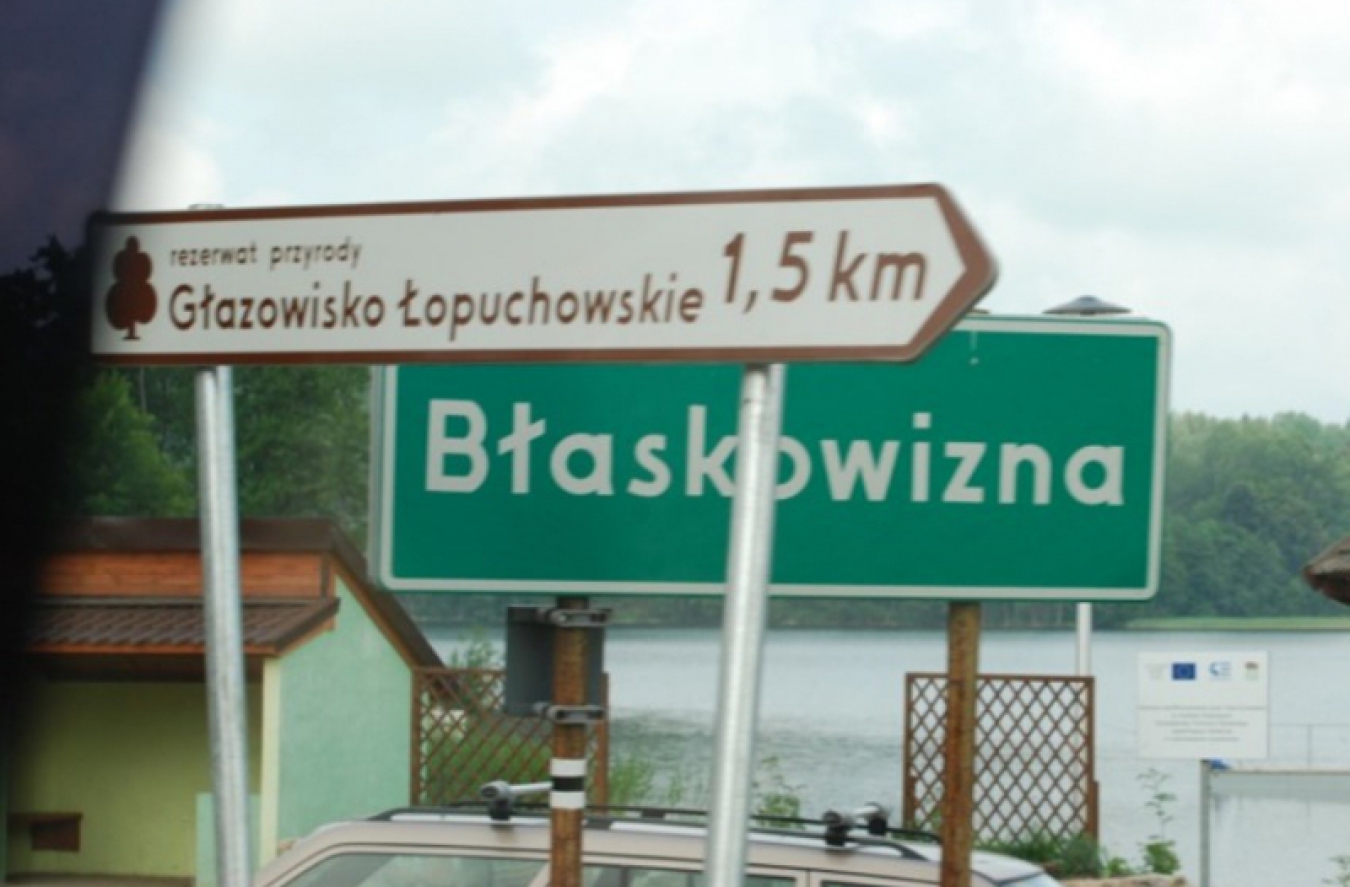 rezerwat przyrody
Głazowisko Łopuchowskie 1,5 km
Błaskowizna